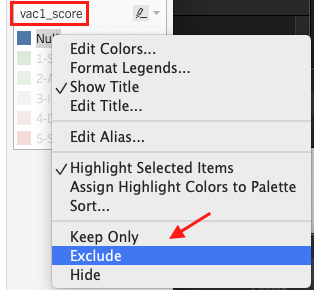 vac1_score
Null
Edit Colors...
1-S
Format Legends...
2-A
✓ Show Title
3-I
Edit Title...
4-D
5-S
Edit Alias...
✓ Highlight Selected Items
Assign Highlight Colors to Palette
Sort...
Keep Only
Exclude
Hide